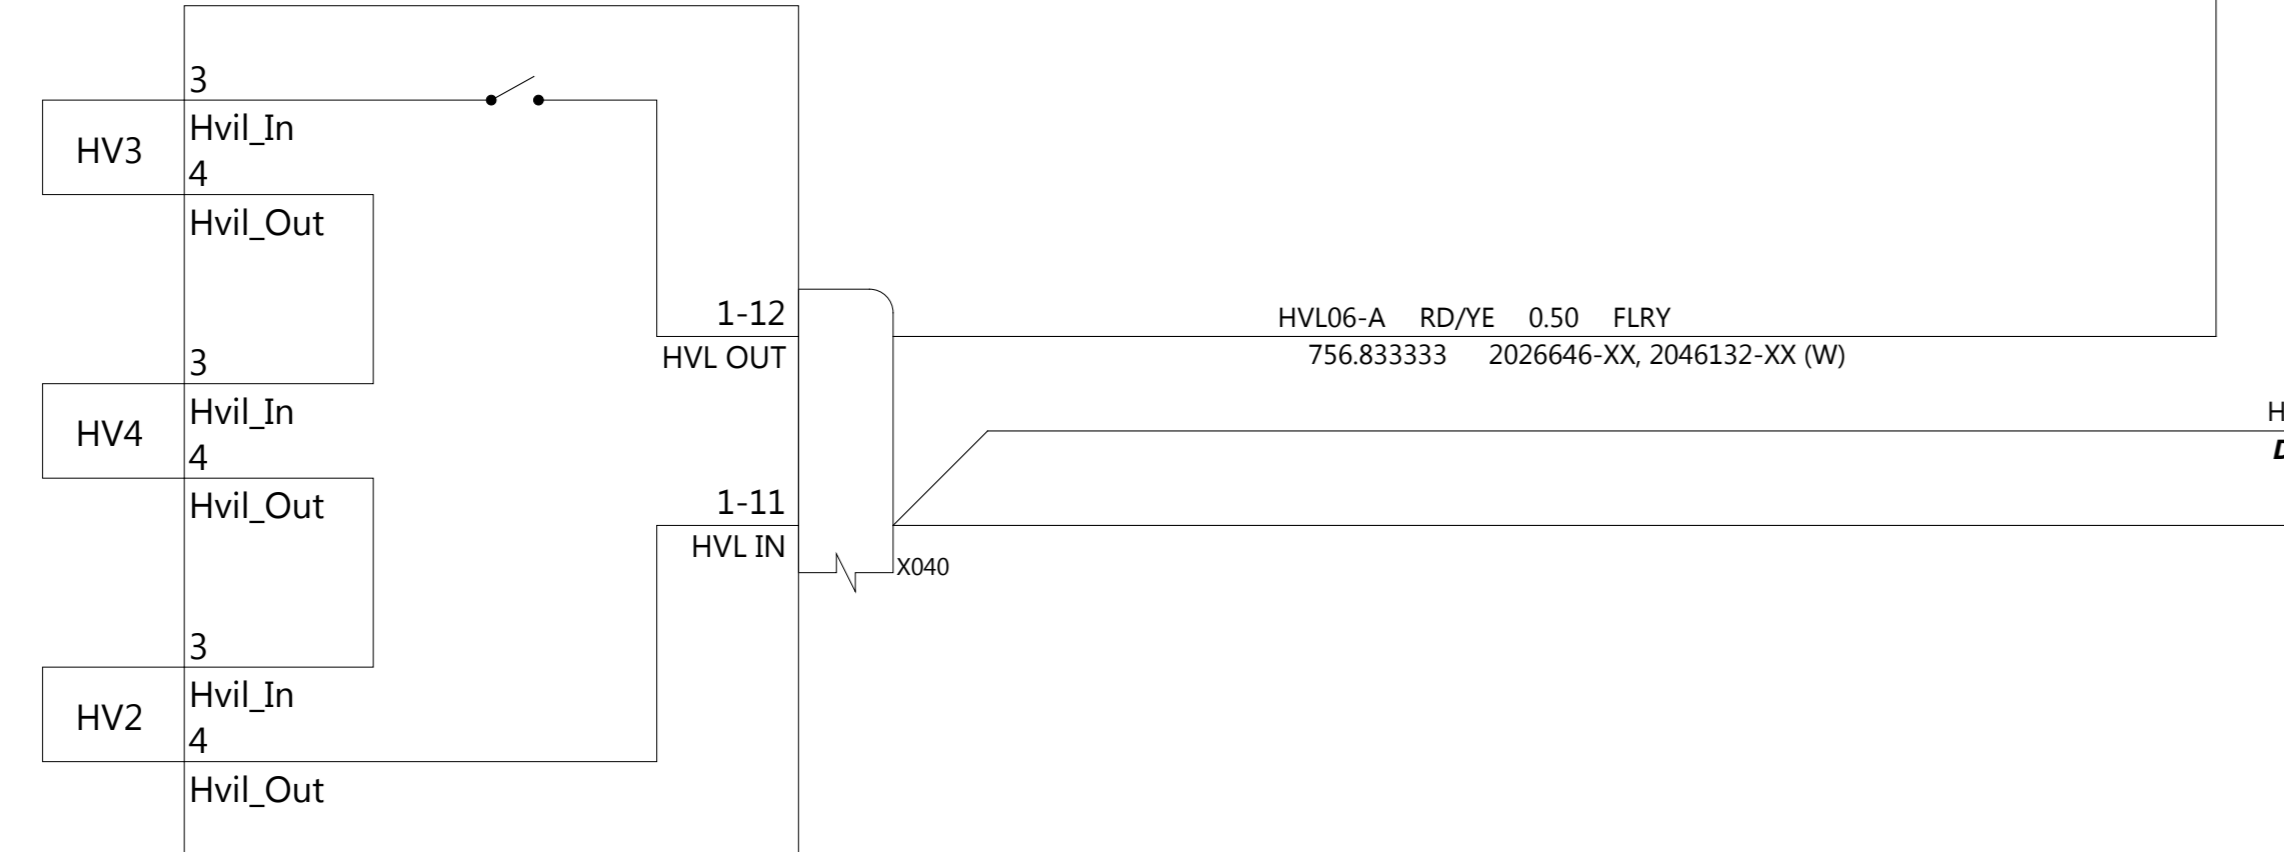 3
Hvil_In
HV3
4
Hvil_Out
1-12
HVL OUT
HVL06-A RD/YE 0.50 FLRY
756.833333 2026646-XX, 2046132-XX (W)
3
Hvil_In
HV4
4
Hvil_Out
1-11
HVL IN
X040
3
Hvil_In
HV2
4
Hvil_Out